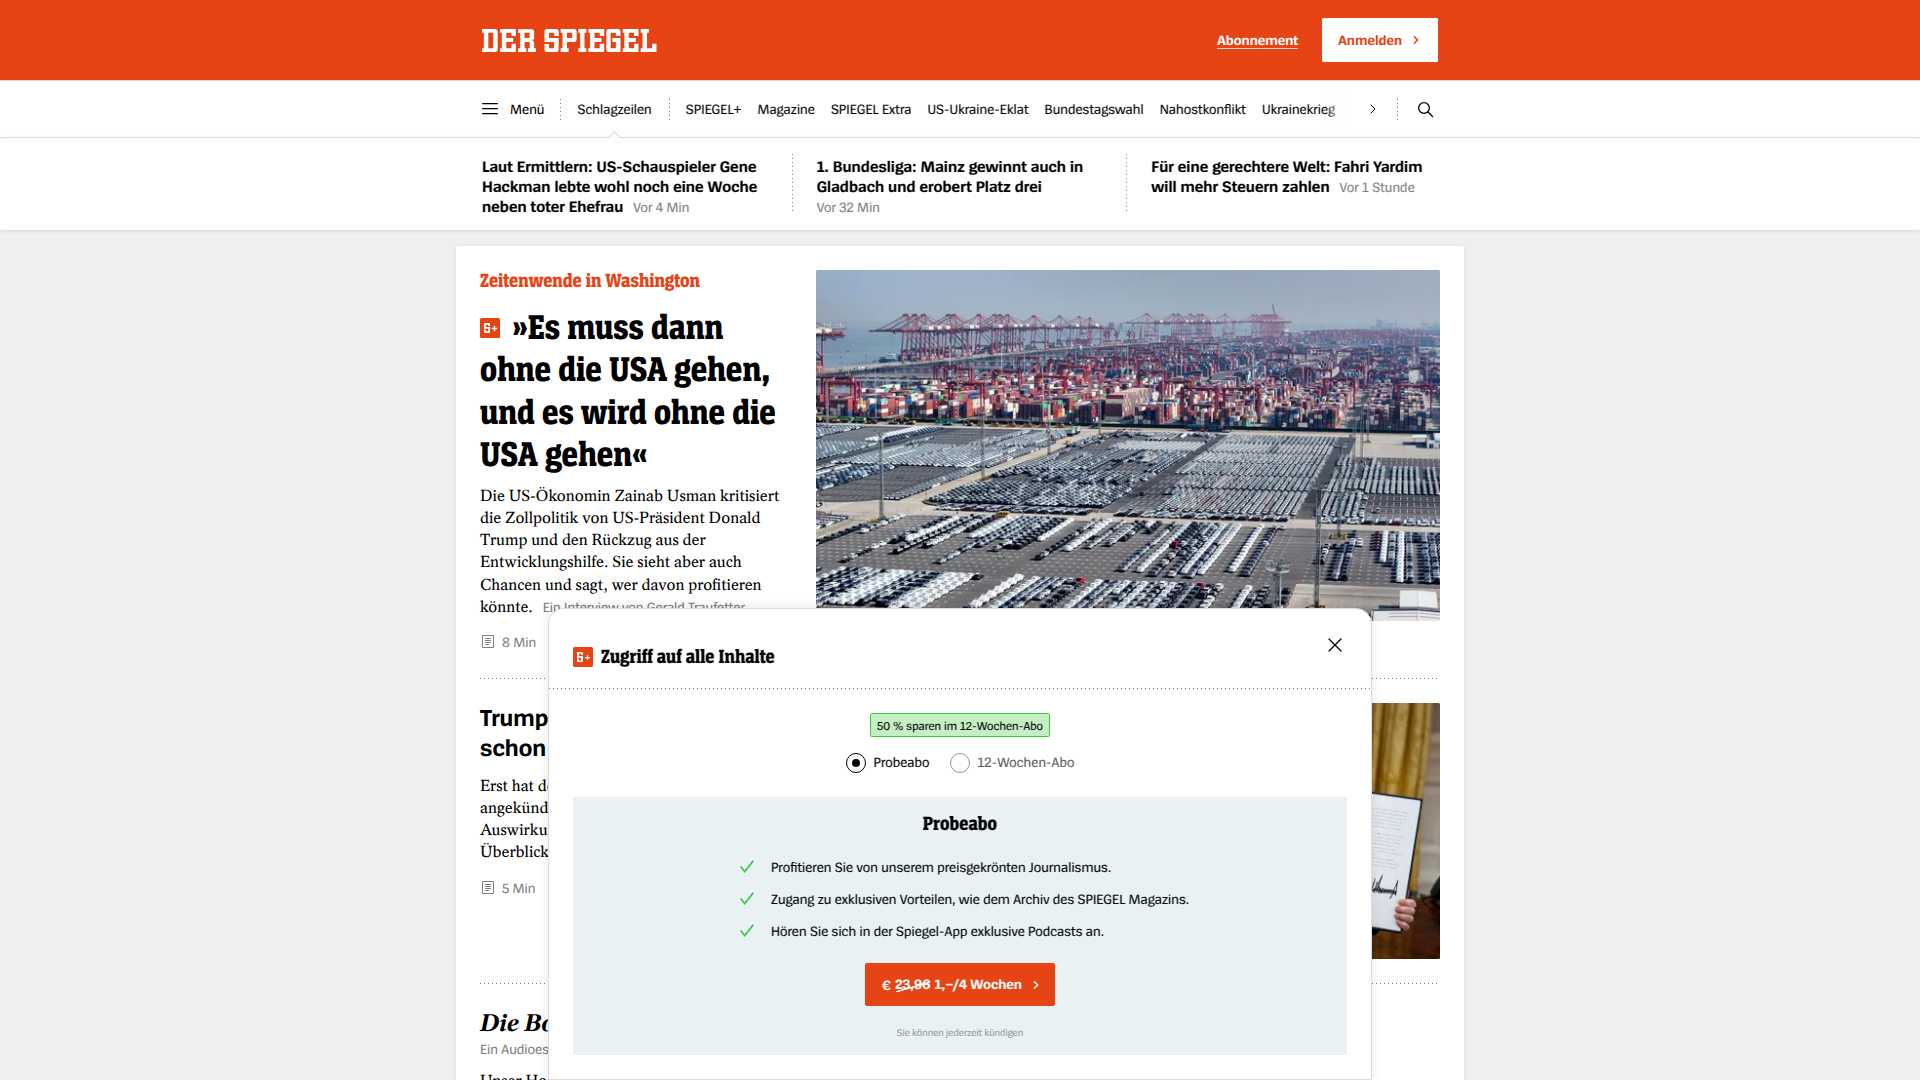 DER SPIEGEL
Abonnement
Anmelden
Menü
Schlagzeilen
SPIEGEL+
Magazine
SPIEGEL Extra
US-Ukraine-Eklat
Bundestagswahl
Nahostkonflikt
Ukrainekrieg
Laut Ermittlern: US-Schauspieler Gene
Hackman lebte wohl noch eine Woche
neben toter Ehefrau Vor 4 Min
1. Bundesliga: Mainz gewinnt auch in
Gladbach und erobert Platz drei
Vor 32 Min
Für eine gerechtere Welt: Fahri Yardim
will mehr Steuern zahlen Vor 1 Stunde
Zeitenwende in Washington
»Es muss dann
ohne die USA gehen,
und es wird ohne die
USA gehen«
Die US-Ökonomin Zainab Usman kritisiert
die Zollpolitik von US-Präsident Donald
Trump und den Rückzug aus der
Entwicklungshilfe. Sie sieht aber auch
Chancen und sagt, wer davon profitieren
könnte. Ein Interview von Gerald Traufetter
8 Min
Trump
schon
Erst hat d
angekünd
Auswirku
Überblick
5 Min
Die Bo
Ein Audioes
Unser Ho
Zugriff auf alle Inhalte
50 % sparen im 12-Wochen-Abo
Probeabo
12-Wochen-Abo
Probeabo
Profitieren Sie von unserem preisgekrönten Journalismus.
Zugang zu exklusiven Vorteilen, wie dem Archiv des SPIEGEL Magazins.
Hören Sie sich in der Spiegel-App exklusive Podcasts an.
€ 23,96 1,–/4 Wochen
Sie können jederzeit kündigen